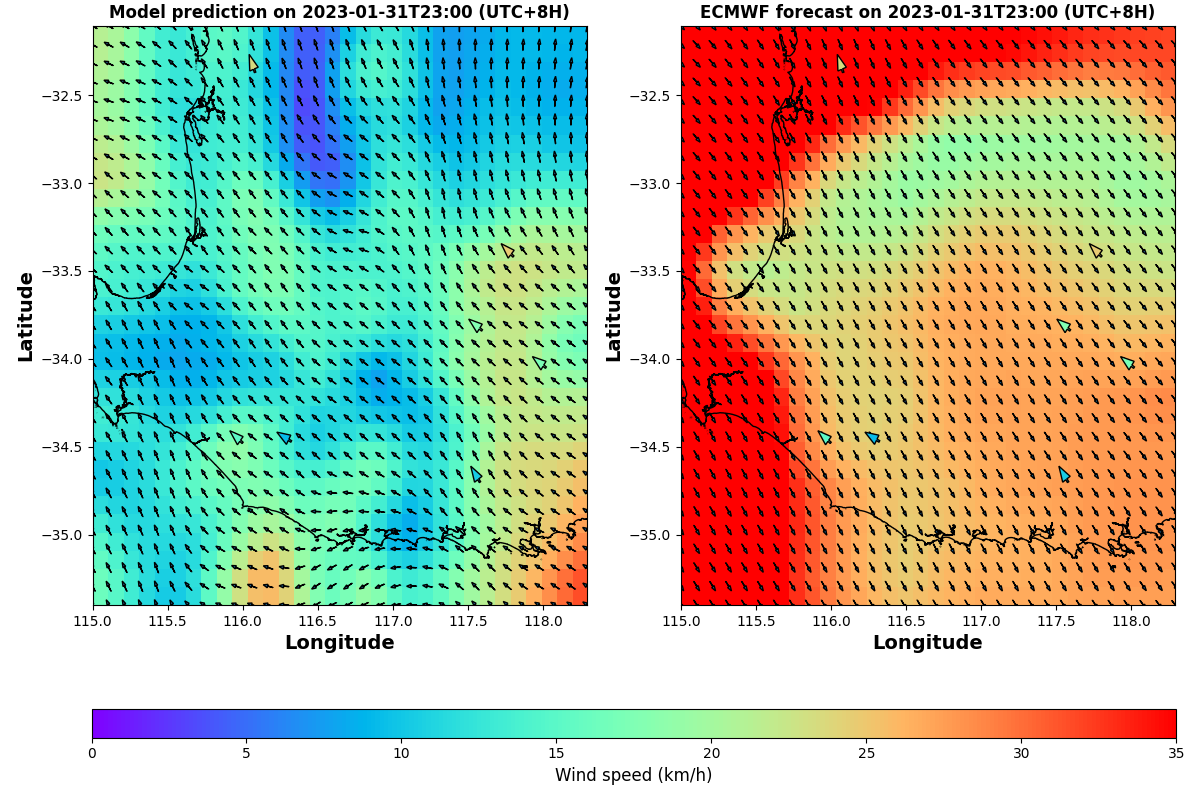 Model prediction on 2023-01-31T23:00 (UTC+8H)
ECMWF forecast on 2023-01-31T23:00 (UTC+8H)
−32.5
−32.5
−33.0
−33.0
−33.5
−33.5
Latitude
Latitude
−34.0
−34.0
−34.5
−34.5
−35.0
−35.0
115.0 115.5 116.0 116.5 117.0 117.5 118.0
115.0 115.5 116.0 116.5 117.0 117.5 118.0
Longitude
Longitude
0 5 10 15 20 25 30 35
Wind speed (km/h)